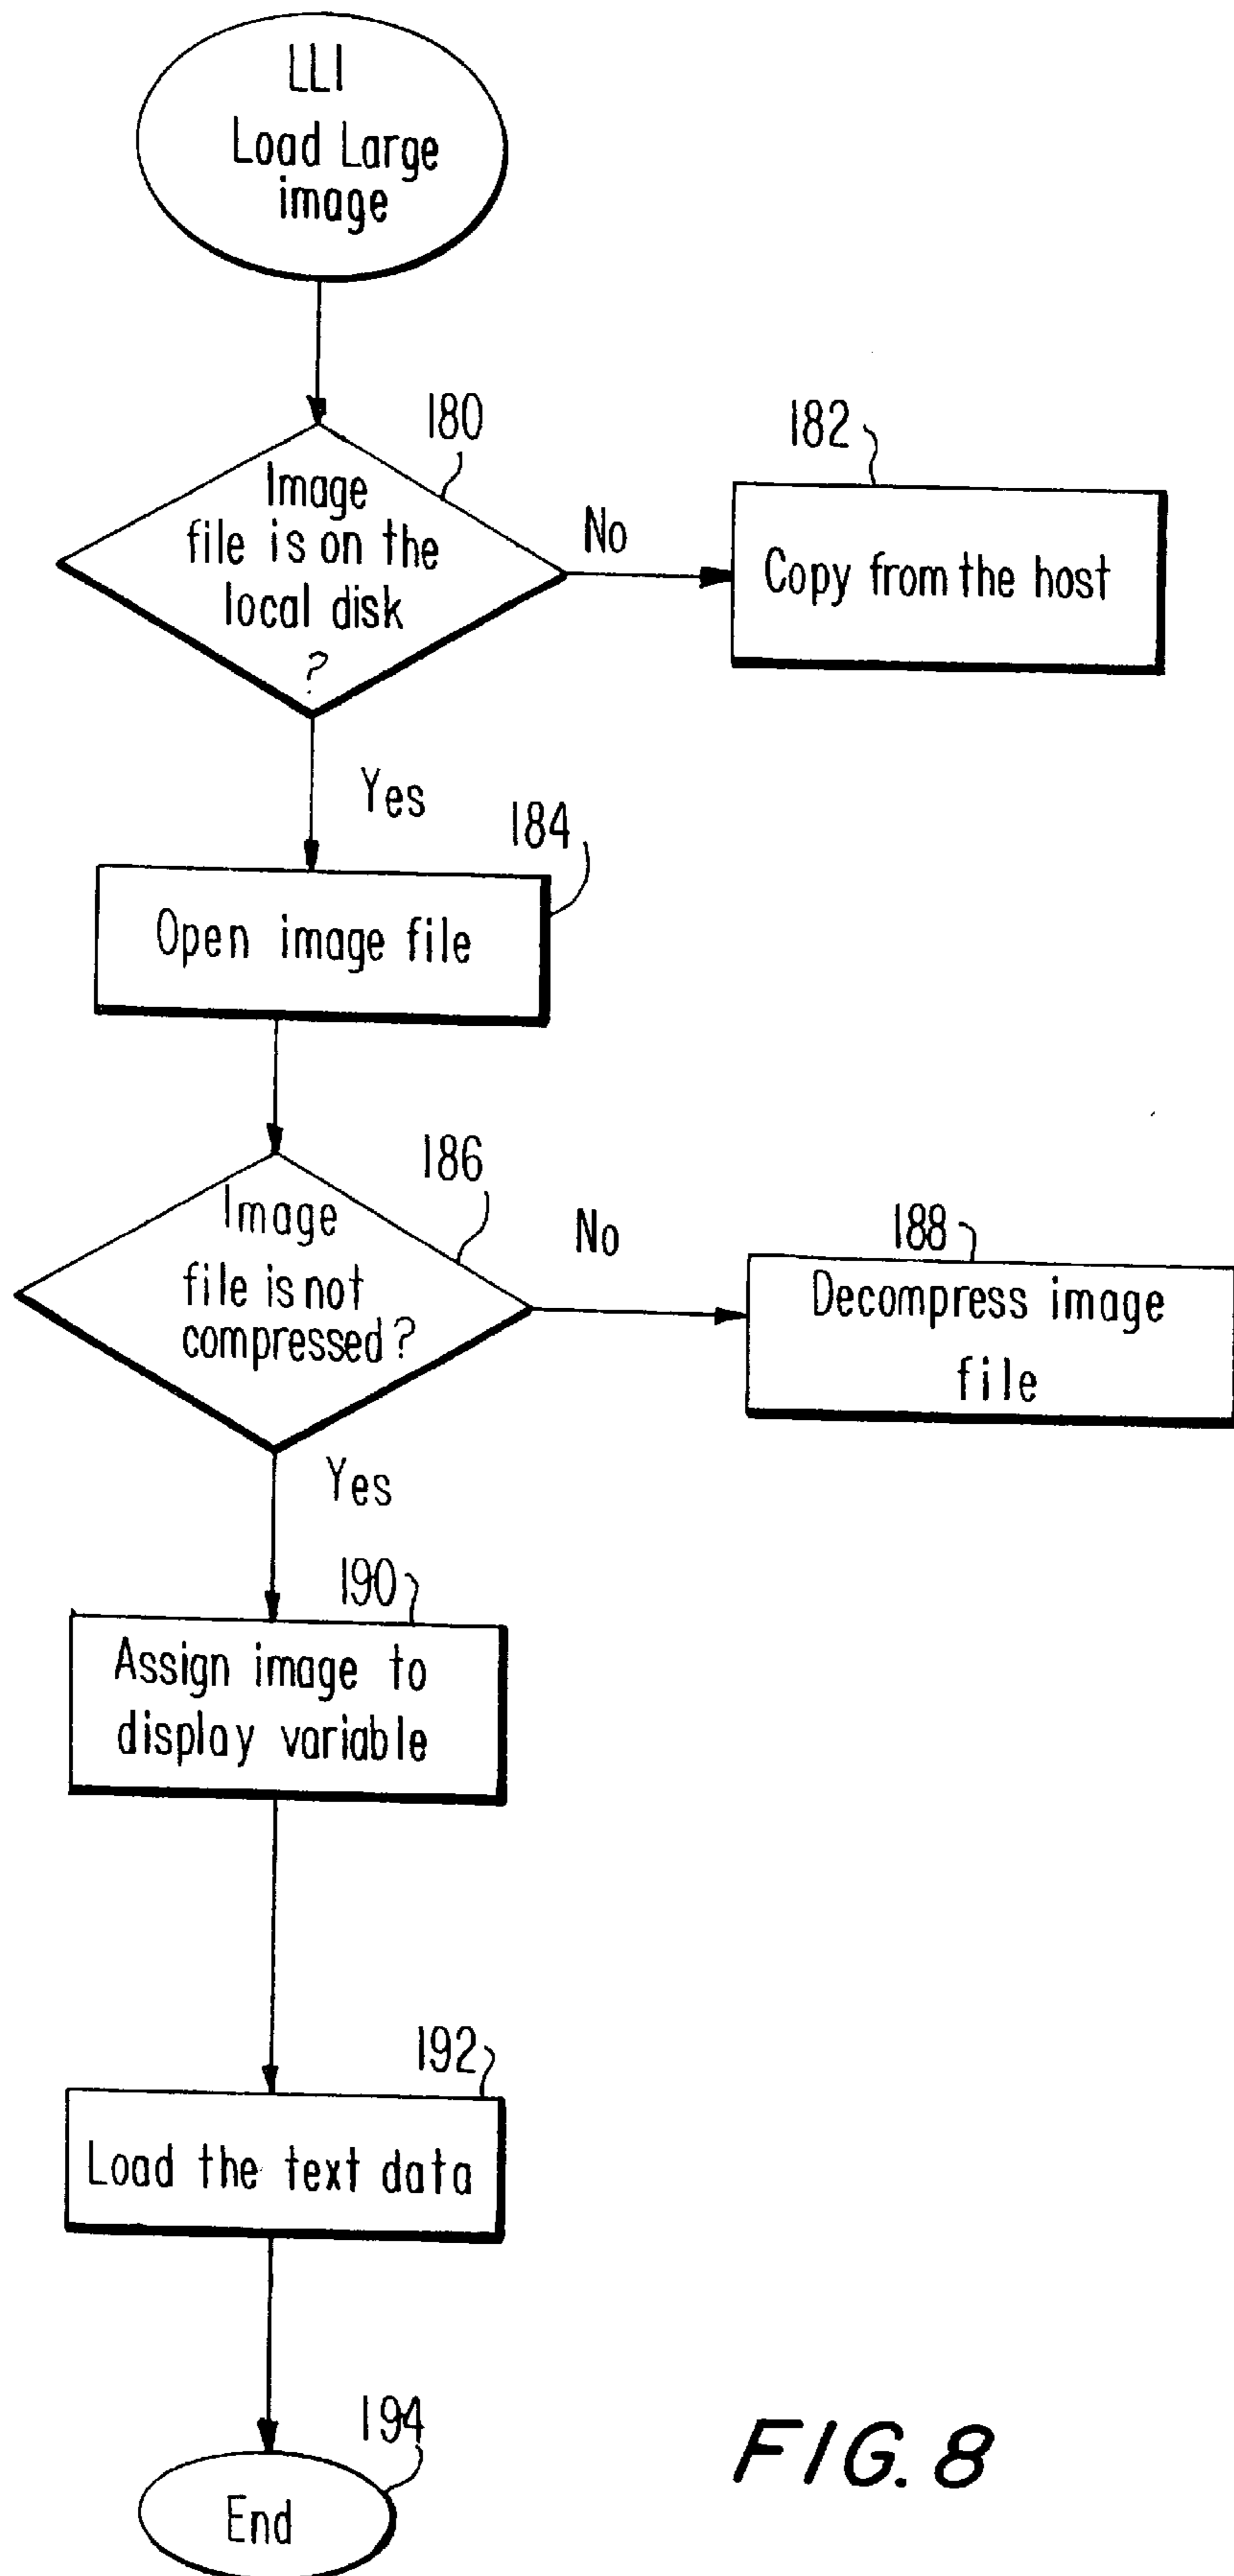 LLI
Load Large
image
180
Image
file is on the
local disk
?
No
182
Copy from the host
Yes
184
Open image file
186
Image
file is not
compressed?
No
188
Decompress image
file
Yes
190
Assign image to
display variable
192
Load the text data
194
End
FIG. 8